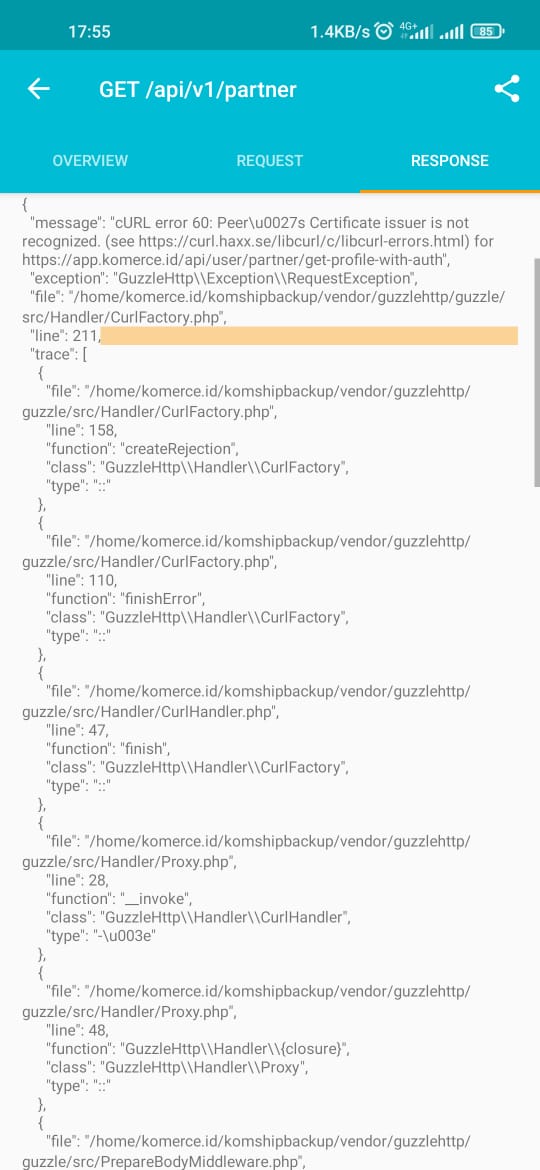 17:55
1.4KB/s 4G+ 85
GET /api/v1/partner
OVERVIEW REQUEST RESPONSE
{
"message": "cURL error 60: Peer\u0027s Certificate issuer is not
recognized. (see https://curl.haxx.se/libcurl/c/libcurl-errors.html) for
https://app.komerce.id/api/user/partner/get-profile-with-auth",
"exception": "GuzzleHttp\\Exception\\RequestException",
"file": "/home/komerce.id/komshipbackup/vendor/guzzlehttp/guzzle/
src/Handler/CurlFactory.php",
"line": 211,
"trace": [
{
"file": "/home/komerce.id/komshipbackup/vendor/guzzlehttp/
guzzle/src/Handler/CurlFactory.php",
"line": 158,
"function": "createRejection",
"class": "GuzzleHttp\\Handler\\CurlFactory",
"type": "::"
},
{
"file": "/home/komerce.id/komshipbackup/vendor/guzzlehttp/
guzzle/src/Handler/CurlFactory.php",
"line": 110,
"function": "finishError",
"class": "GuzzleHttp\\Handler\\CurlFactory",
"type": "::"
},
{
"file": "/home/komerce.id/komshipbackup/vendor/guzzlehttp/
guzzle/src/Handler/CurlHandler.php",
"line": 47,
"function": "finish",
"class": "GuzzleHttp\\Handler\\CurlFactory",
"type": "::"
},
{
"file": "/home/komerce.id/komshipbackup/vendor/guzzlehttp/
guzzle/src/Handler/Proxy.php",
"line": 28,
"function": "__invoke",
"class": "GuzzleHttp\\Handler\\CurlHandler",
"type": "-\u003e"
},
{
"file": "/home/komerce.id/komshipbackup/vendor/guzzlehttp/
guzzle/src/Handler/Proxy.php",
"line": 48,
"function": "GuzzleHttp\\Handler\\{closure}",
"class": "GuzzleHttp\\Handler\\Proxy",
"type": "::"
},
{
"file": "/home/komerce.id/komshipbackup/vendor/guzzlehttp/
guzzle/src/PrepareBodyMiddleware.php",